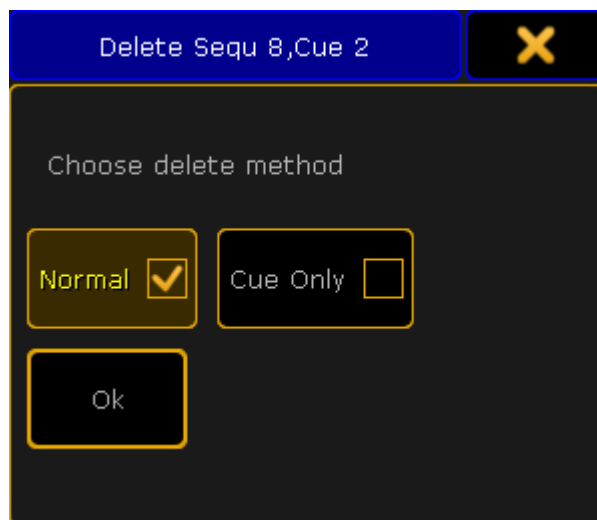 Delete Sequ 8,Cue 2
Choose delete method
Normal
Cue Only
Ok